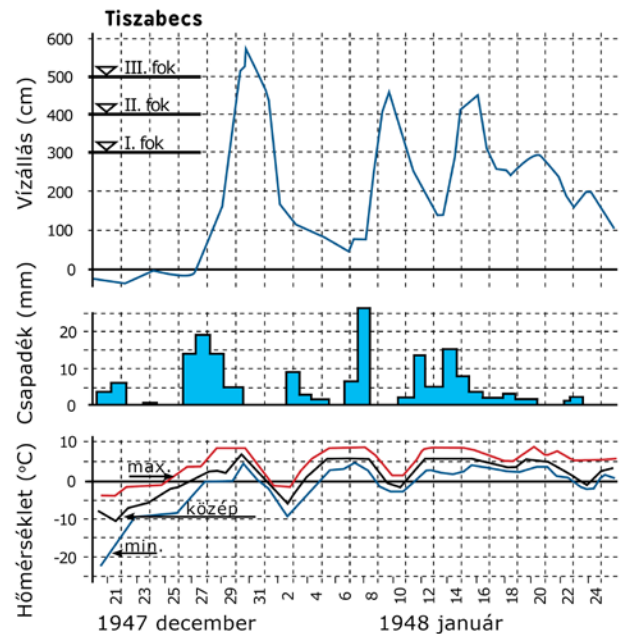 Tiszabecs
Vízállás (cm)
600
500
400
300
200
100
0
III. fok
II. fok
I. fok
Csapadék (mm)
20
10
0
Hőmérséklet (°C)
10
0
-10
-20
max.
közép
min.
21 23 25 27 29 31 2 4 6 8 10 12 14 16 18 20 22 24
1947 december 1948 január